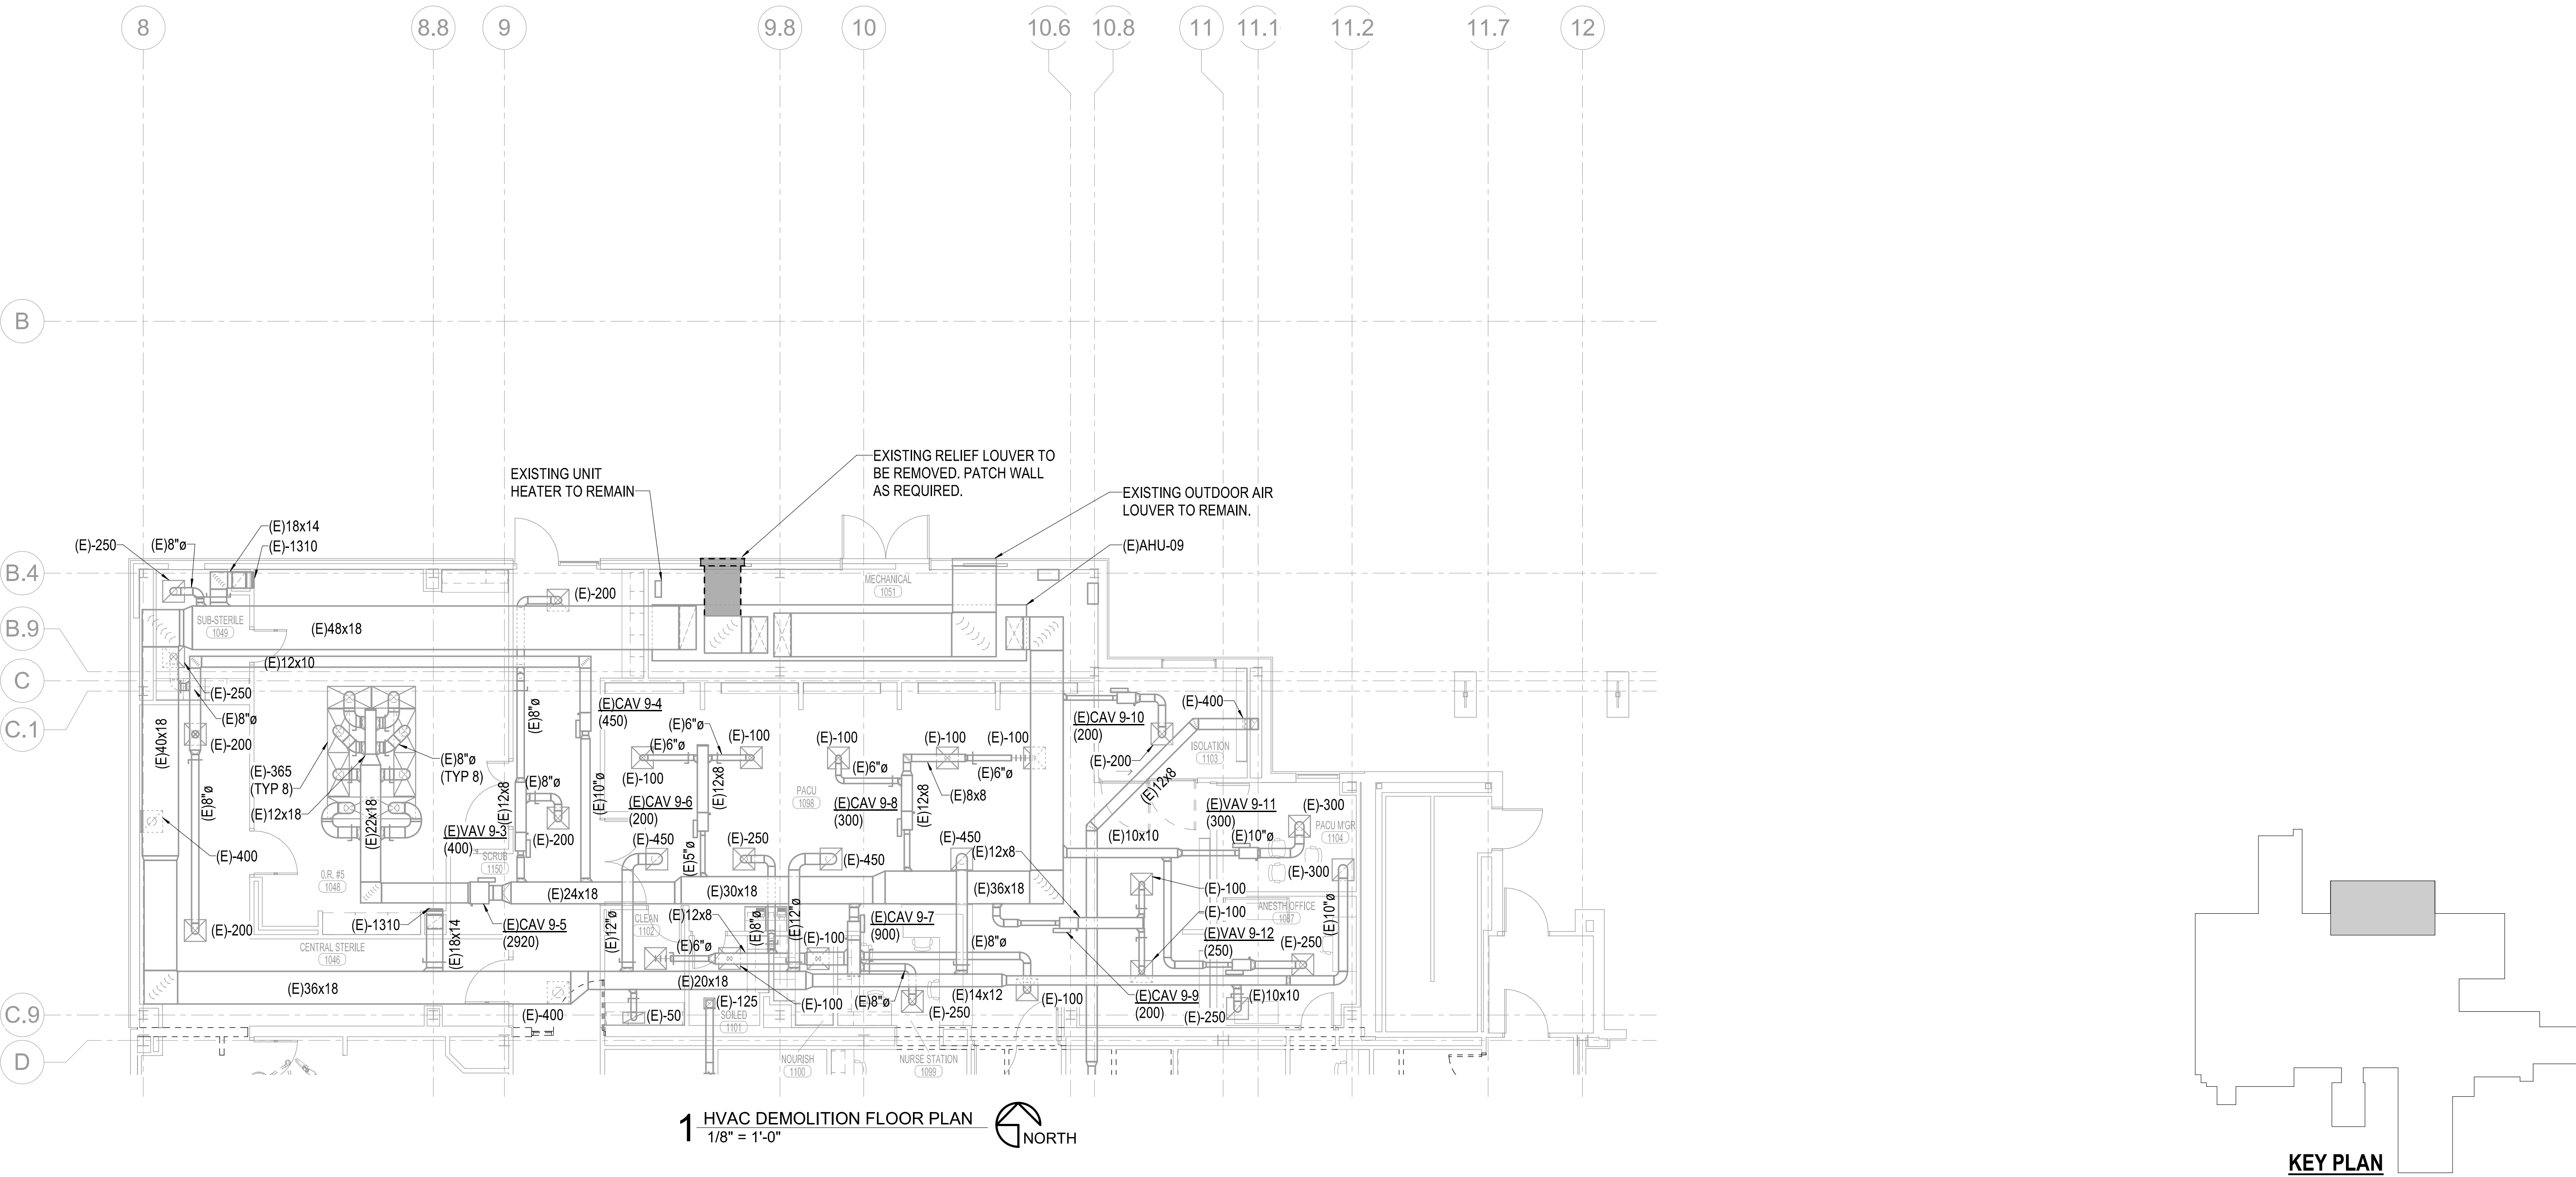 8
8.8
9
9.8
10
10.6
10.8
11
11.1
11.2
11.7
12
B
EXISTING RELIEF LOUVER TO
BE REMOVED. PATCH WALL
AS REQUIRED.
EXISTING UNIT
HEATER TO REMAIN
EXISTING OUTDOOR AIR
LOUVER TO REMAIN.
(E)18x14
(E)-250
(E)8"ø
(E)-1310
(E)AHU-09
B.4
MECHANICAL
1051
(E)-200
B.9
SUB-STERILE
1049
(E)48x18
(E)12x10
C
(E)-250
(E)8"ø
(E)40x18
(E)8"ø
(E)CAV 9-4
(450)
(E)CAV 9-10
(200)
(E)-400
C.1
(E)-200
(E)6"ø
(E)6"ø
(E)-100
(E)-100
(E)-100
(E)-100
ISOLATION
1103
(E)-200
(E)8"ø
(TYP 8)
(E)-365
(TYP 8)
(E)-100
(E)6"ø
(E)6"ø
(E)8"ø
(E)8"ø
(E)12x8
(E)10"ø
(E)12x8
(E)12x8
(E)12x8
(E)8x8
PACU
1098
(E)CAV 9-6
(200)
(E)CAV 9-8
(300)
(E)VAV 9-11
(300)
(E)-300
(E)12x18
(E)22x18
(E)VAV 9-3
(400)
(E)-200
(E)-450
(E)-250
(E)-450
(E)-450
(E)10x10
(E)10"ø
PACU M'GR
1104
(E)-400
SCRUB
1150
(E)5"ø
(E)12x8
(E)-300
O.R. #5
1048
(E)24x18
(E)30x18
(E)36x18
(E)-100
ANESTH OFFICE
1087
(E)10"ø
(E)-1310
(E)18x14
(E)CAV 9-5
(2920)
CLEAN
1102
(E)12x8
(E)12"ø
(E)8"ø
(E)12"ø
(E)CAV 9-7
(900)
(E)-100
(E)-200
(E)VAV 9-12
(250)
(E)-250
CENTRAL STERILE
1046
(E)6"ø
(E)-100
(E)8"ø
(E)36x18
(E)20x18
(E)14x12
(E)10x10
(E)-125
(E)-100
(E)8"ø
(E)-100
(E)CAV 9-9
(200)
C.9
(E)-400
(E)-50
SOILED
1101
(E)-250
(E)-250
D
NOURISH
1100
NURSE STATION
1099
1 HVAC DEMOLITION FLOOR PLAN
1/8" = 1'-0"
NORTH
KEY PLAN